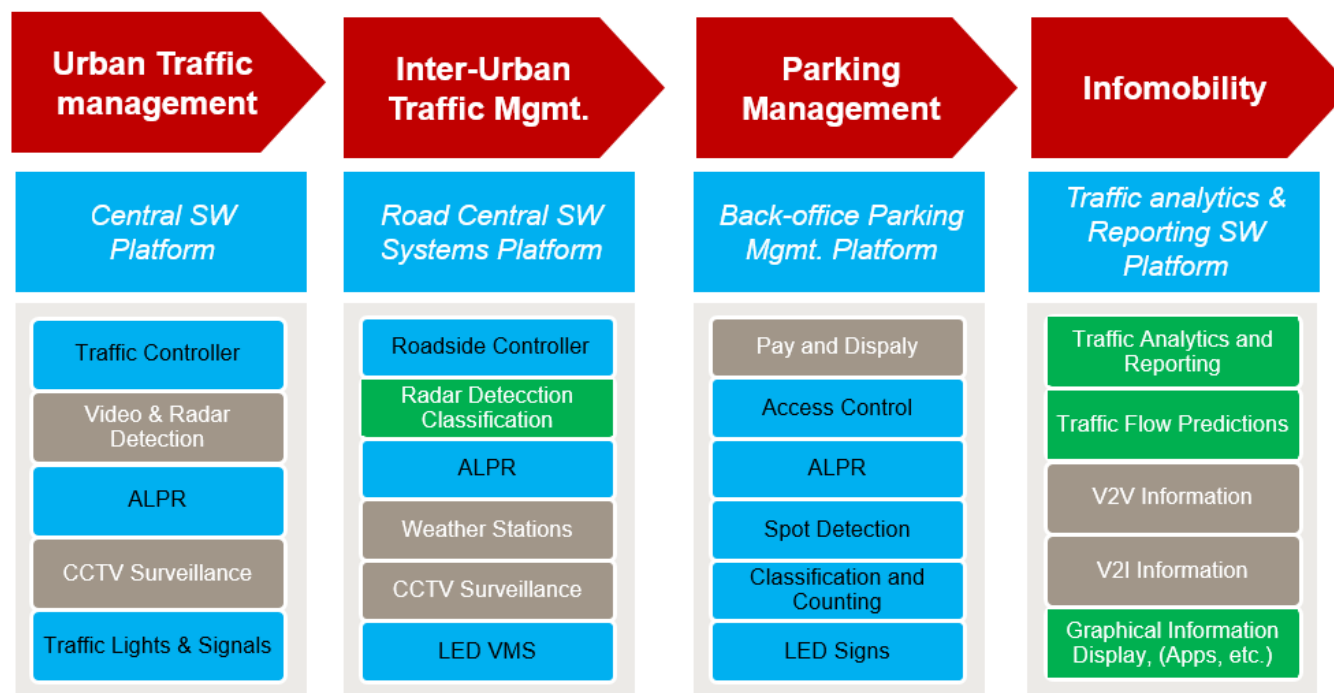 Urban Traffic
management
Inter-Urban
Traffic Mgmt.
Parking
Management
Infomobility
Central SW
Platform
Road Central SW
Systems Platform
Back-office Parking
Mgmt. Platform
Traffic analytics &
Reporting SW
Platform
Traffic Controller
Video & Radar
Detection
ALPR
CCTV Surveillance
Traffic Lights & Signals
Roadside Controller
Radar Detecction
Classification
ALPR
Weather Stations
CCTV Surveillance
LED VMS
Pay and Dispaly
Access Control
ALPR
Spot Detection
Classification and
Counting
LED Signs
Traffic Analytics and
Reporting
Traffic Flow Predictions
V2V Information
V2I Information
Graphical Information
Display, (Apps, etc.)